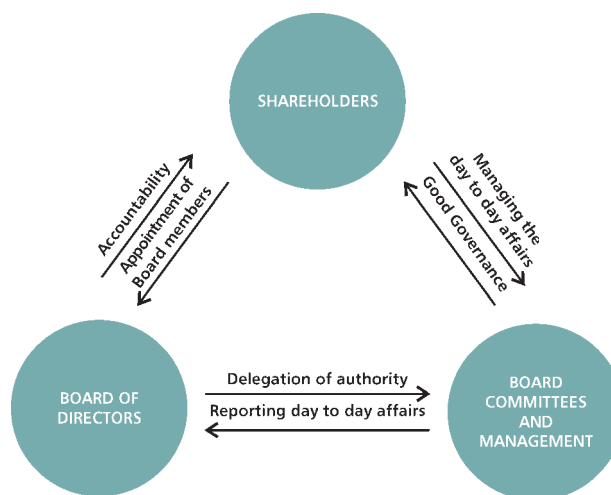 SHAREHOLDERS
Accountability
Appointment of
Board members
Managing the
day to day affairs
Good Governance
BOARD OF
DIRECTORS
Delegation of authority
Reporting day to day affairs
BOARD
COMMITTEES
AND
MANAGEMENT